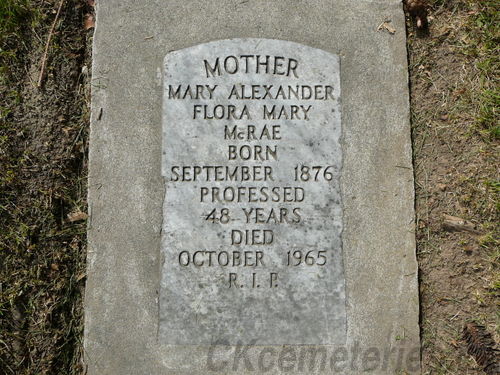 MOTHER
MARY ALEXANDER
FLORA MARY
McRAE
BORN
SEPTEMBER 1876
PROFESSED
48 YEARS
DIED
OCTOBER 1965
R.I.P.
CKcemeteries